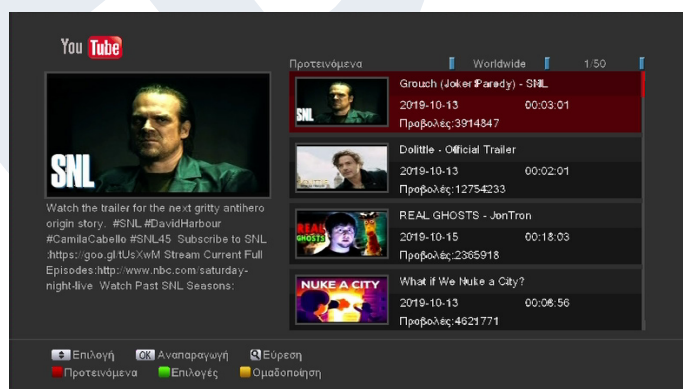 You Tube
Προτεινόμενα Worldwide 1/50
SNL
Watch the trailer for the next gritty antihero
origin story. #SNL #DavidHarbour
#CamilaCabello #SNL45 Subscribe to SNL
:https://goo.gl/tUsXwM Stream Current Full
Episodes:http://www.nbc.com/saturday-
night-live Watch Past SNL Seasons:
SNL
Grouch (Joker Parody) - SNL
2019-10-13 00:03:01
Προβολές:3914847
Dolittle - Official Trailer
2019-10-13 00:02:01
Προβολές:12754233
REAL
GHOSTS
REAL GHOSTS - JonTron
2019-10-15 00:18:03
Προβολές:2365918
NUKE A CITY
What if We Nuke a City?
2019-10-13 00:06:56
Προβολές:4621771
Επιλογή OK Αναπαραγωγή Εύρεση
Προτεινόμενα Επιλογές Ομαδοποίηση